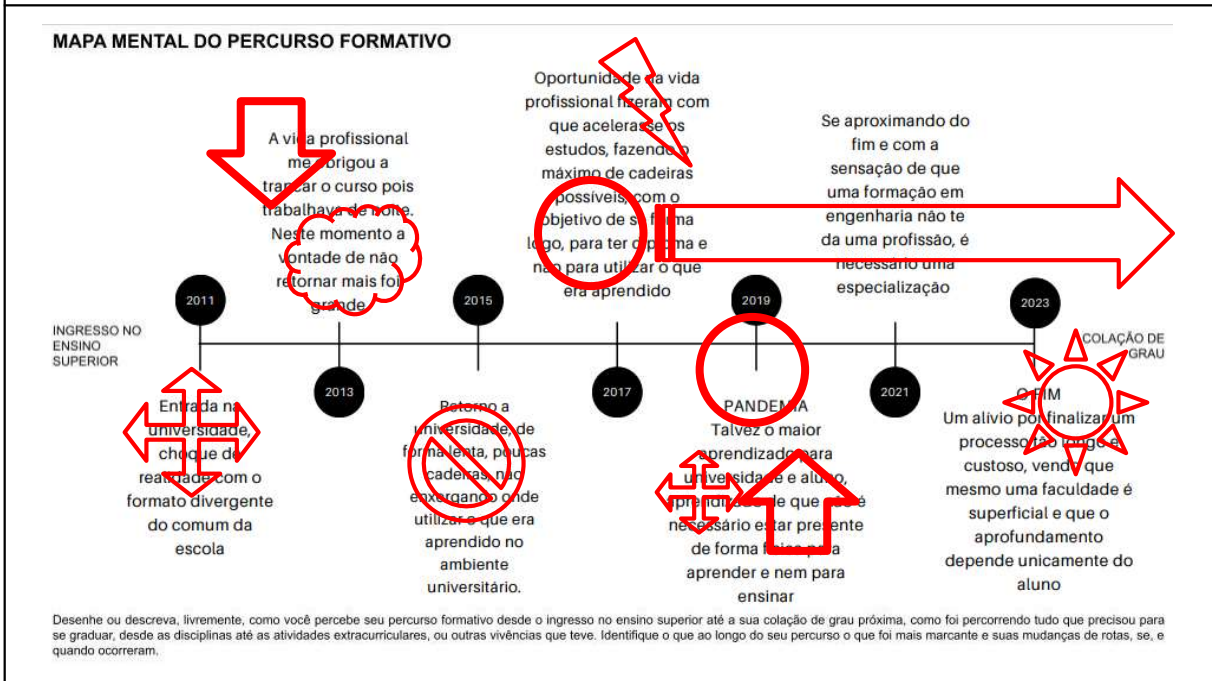 MAPA MENTAL DO PERCURSO FORMATIVO
A vida profissional
me obrigou a
trancar o curso pois
trabalhava de noite.
Neste momento a
vontade de não
retornar mais foi
grande
Oportunidade na vida
profissional fizeram com
que acelerasse os
estudos, fazendo o
máximo de cadeiras
possíveis, com o
objetivo de se forma
logo, para ter diploma e
não para utilizar o que
era aprendido
Se aproximando do
fim e com a
sensação de que
uma formação em
engenharia não te
da uma profissão, é
necessário uma
especialização
2011
2015
2019
2023
INGRESSO NO
ENSINO
SUPERIOR
COLAÇÃO DE
GRAU
2013
2017
2021
Entrada na
universidade,
choque de
realidade com o
formato divergente
do comum da
escola
Retorno a
universidade, de
forma lenta, poucas
cadeiras, não
enxergando onde
utilizar o que era
aprendido no
ambiente
universitário.
PANDEMIA
Talvez o maior
aprendizado para
universidade e aluno,
aprendizado de que não é
necessário estar presente
de forma física para
aprender e nem para
ensinar
O FIM
Um alívio por finalizar um
processo tão longo e
custoso, vendo que
mesmo uma faculdade é
superficial e que o
aprofundamento
depende unicamente do
aluno
Desenhe ou descreva, livremente, como você percebe seu percurso formativo desde o ingresso no ensino superior até a sua colação de grau próxima, como foi percorrendo tudo que precisou para
se graduar, desde as disciplinas até as atividades extracurriculares, ou outras vivências que teve. Identifique o que ao longo do seu percurso o que foi mais marcante e suas mudanças de rotas, se, e
quando ocorreram.